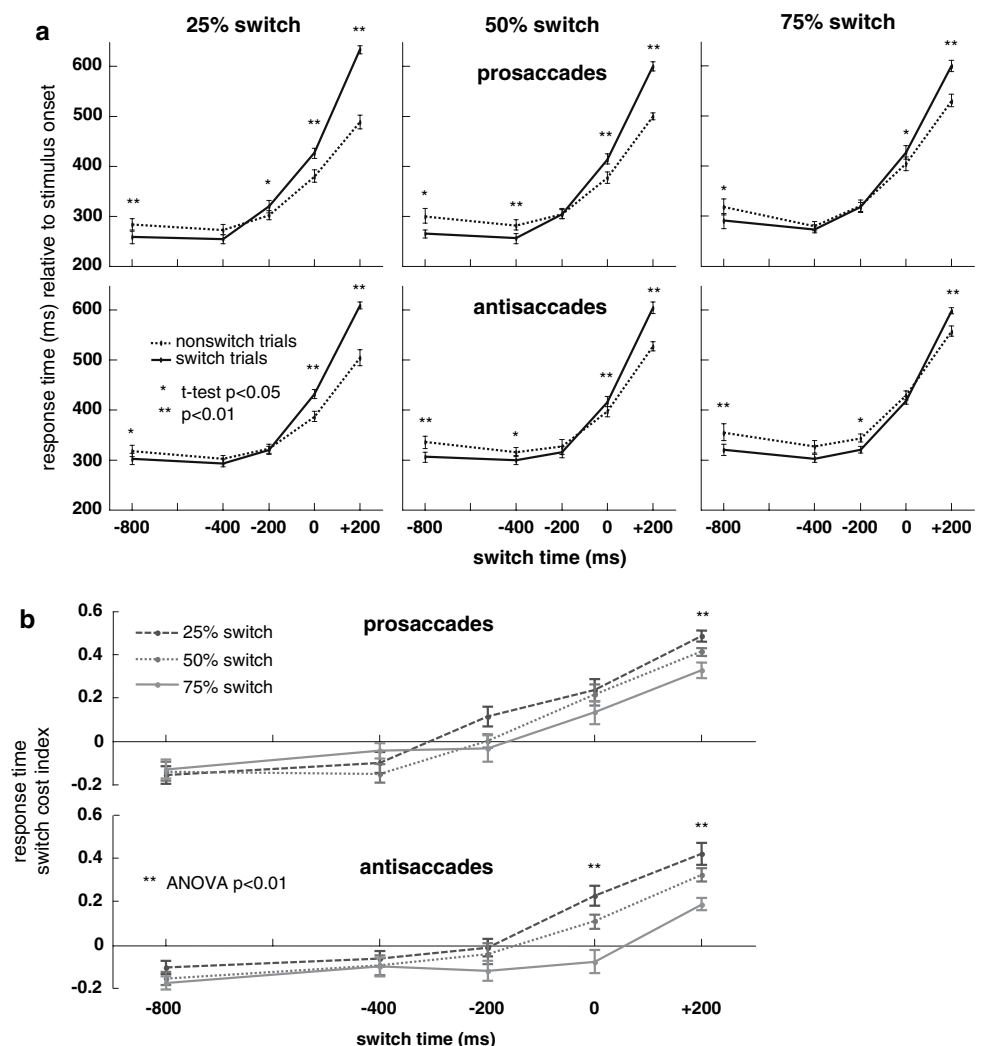 25% switch 50% switch 75% switch
a
** ** **
600 prosaccades
500
** ** *
400
** * * ** *
300
200
response time (ms) relative to stimulus onset
** ** **
600 antisaccades
nonswitch trials
switch trials
500
* t-test p<0.05
** p<0.01
** **
400
* ** * ** *
300
200
-800 -400 -200 0 +200 -800 -400 -200 0 +200 -800 -400 -200 0 +200
switch time (ms)
b
0.6 prosaccades **
25% switch
50% switch
75% switch
0.4
0.2
0
-0.2
response time
switch cost index
0.6
antisaccades ** **
** ANOVA p<0.01
0.4
0.2
0
-0.2
-800 -400 -200 0 +200
switch time (ms)